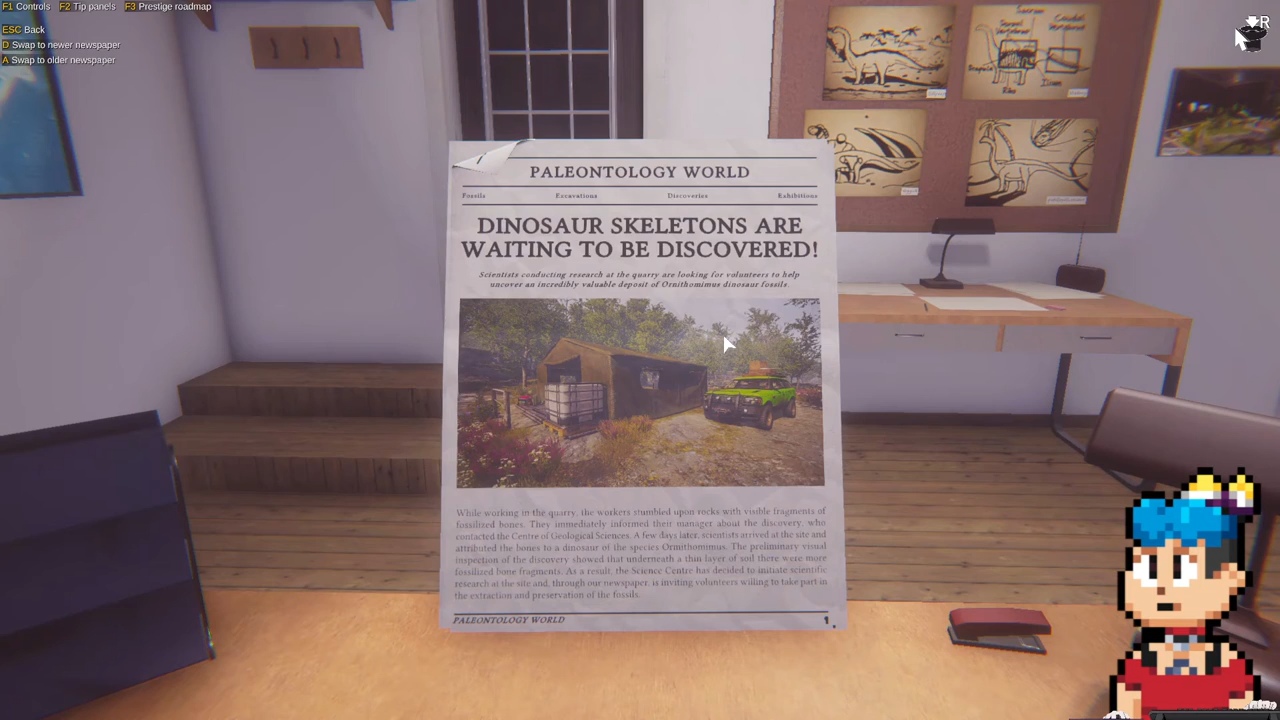 F1 Controls F2 Tip panels F3 Prestige roadmap
ESC Back
D Swap to newer newspaper
A Swap to older newspaper
R
PALEONTOLOGY WORLD
Fossils Excavations Discoveries Exhibitions
DINOSAUR SKELETONS ARE
WAITING TO BE DISCOVERED!
Scientists conducting research at the quarry are looking for volunteers to help
uncover an incredibly valuable deposit of Ornithomimus dinosaur fossils.
While working in the quarry, the workers stumbled upon rocks with visible fragments of
fossilized bones. They immediately informed their manager about the discovery, who
contacted the Centre of Geological Sciences. A few days later, scientists arrived at the site and
attributed the bones to a dinosaur of the species Ornithomimus. The preliminary visual
inspection of the discovery showed that underneath a thin layer of soil there were more
fossilized bone fragments. As a result, the Science Centre has decided to initiate scientific
research at the site and, through our newspaper, is inviting volunteers willing to take part in
the extraction and preservation of the fossils.
PALEONTOLOGY WORLD 1